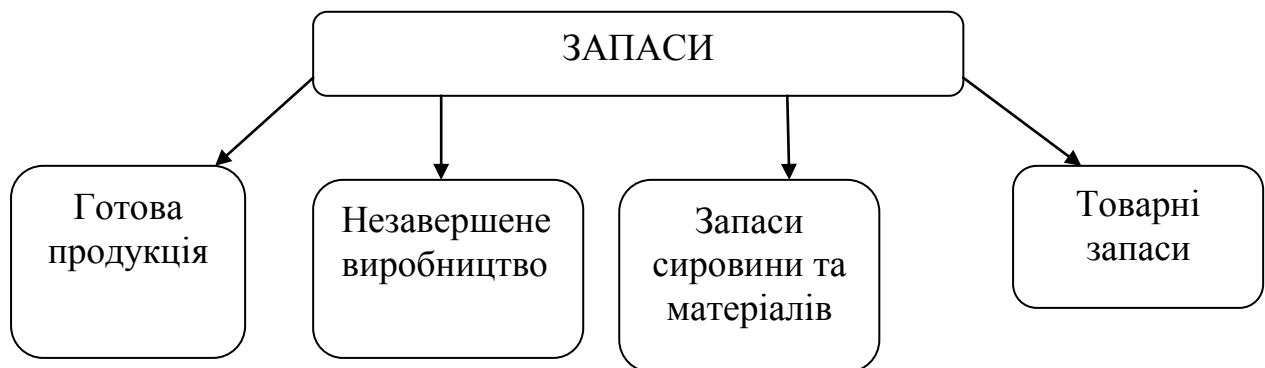 ЗАПАСИ
Готова
продукція
Незавершене
виробництво
Запаси
сировини та
матеріалів
Товарні
запаси